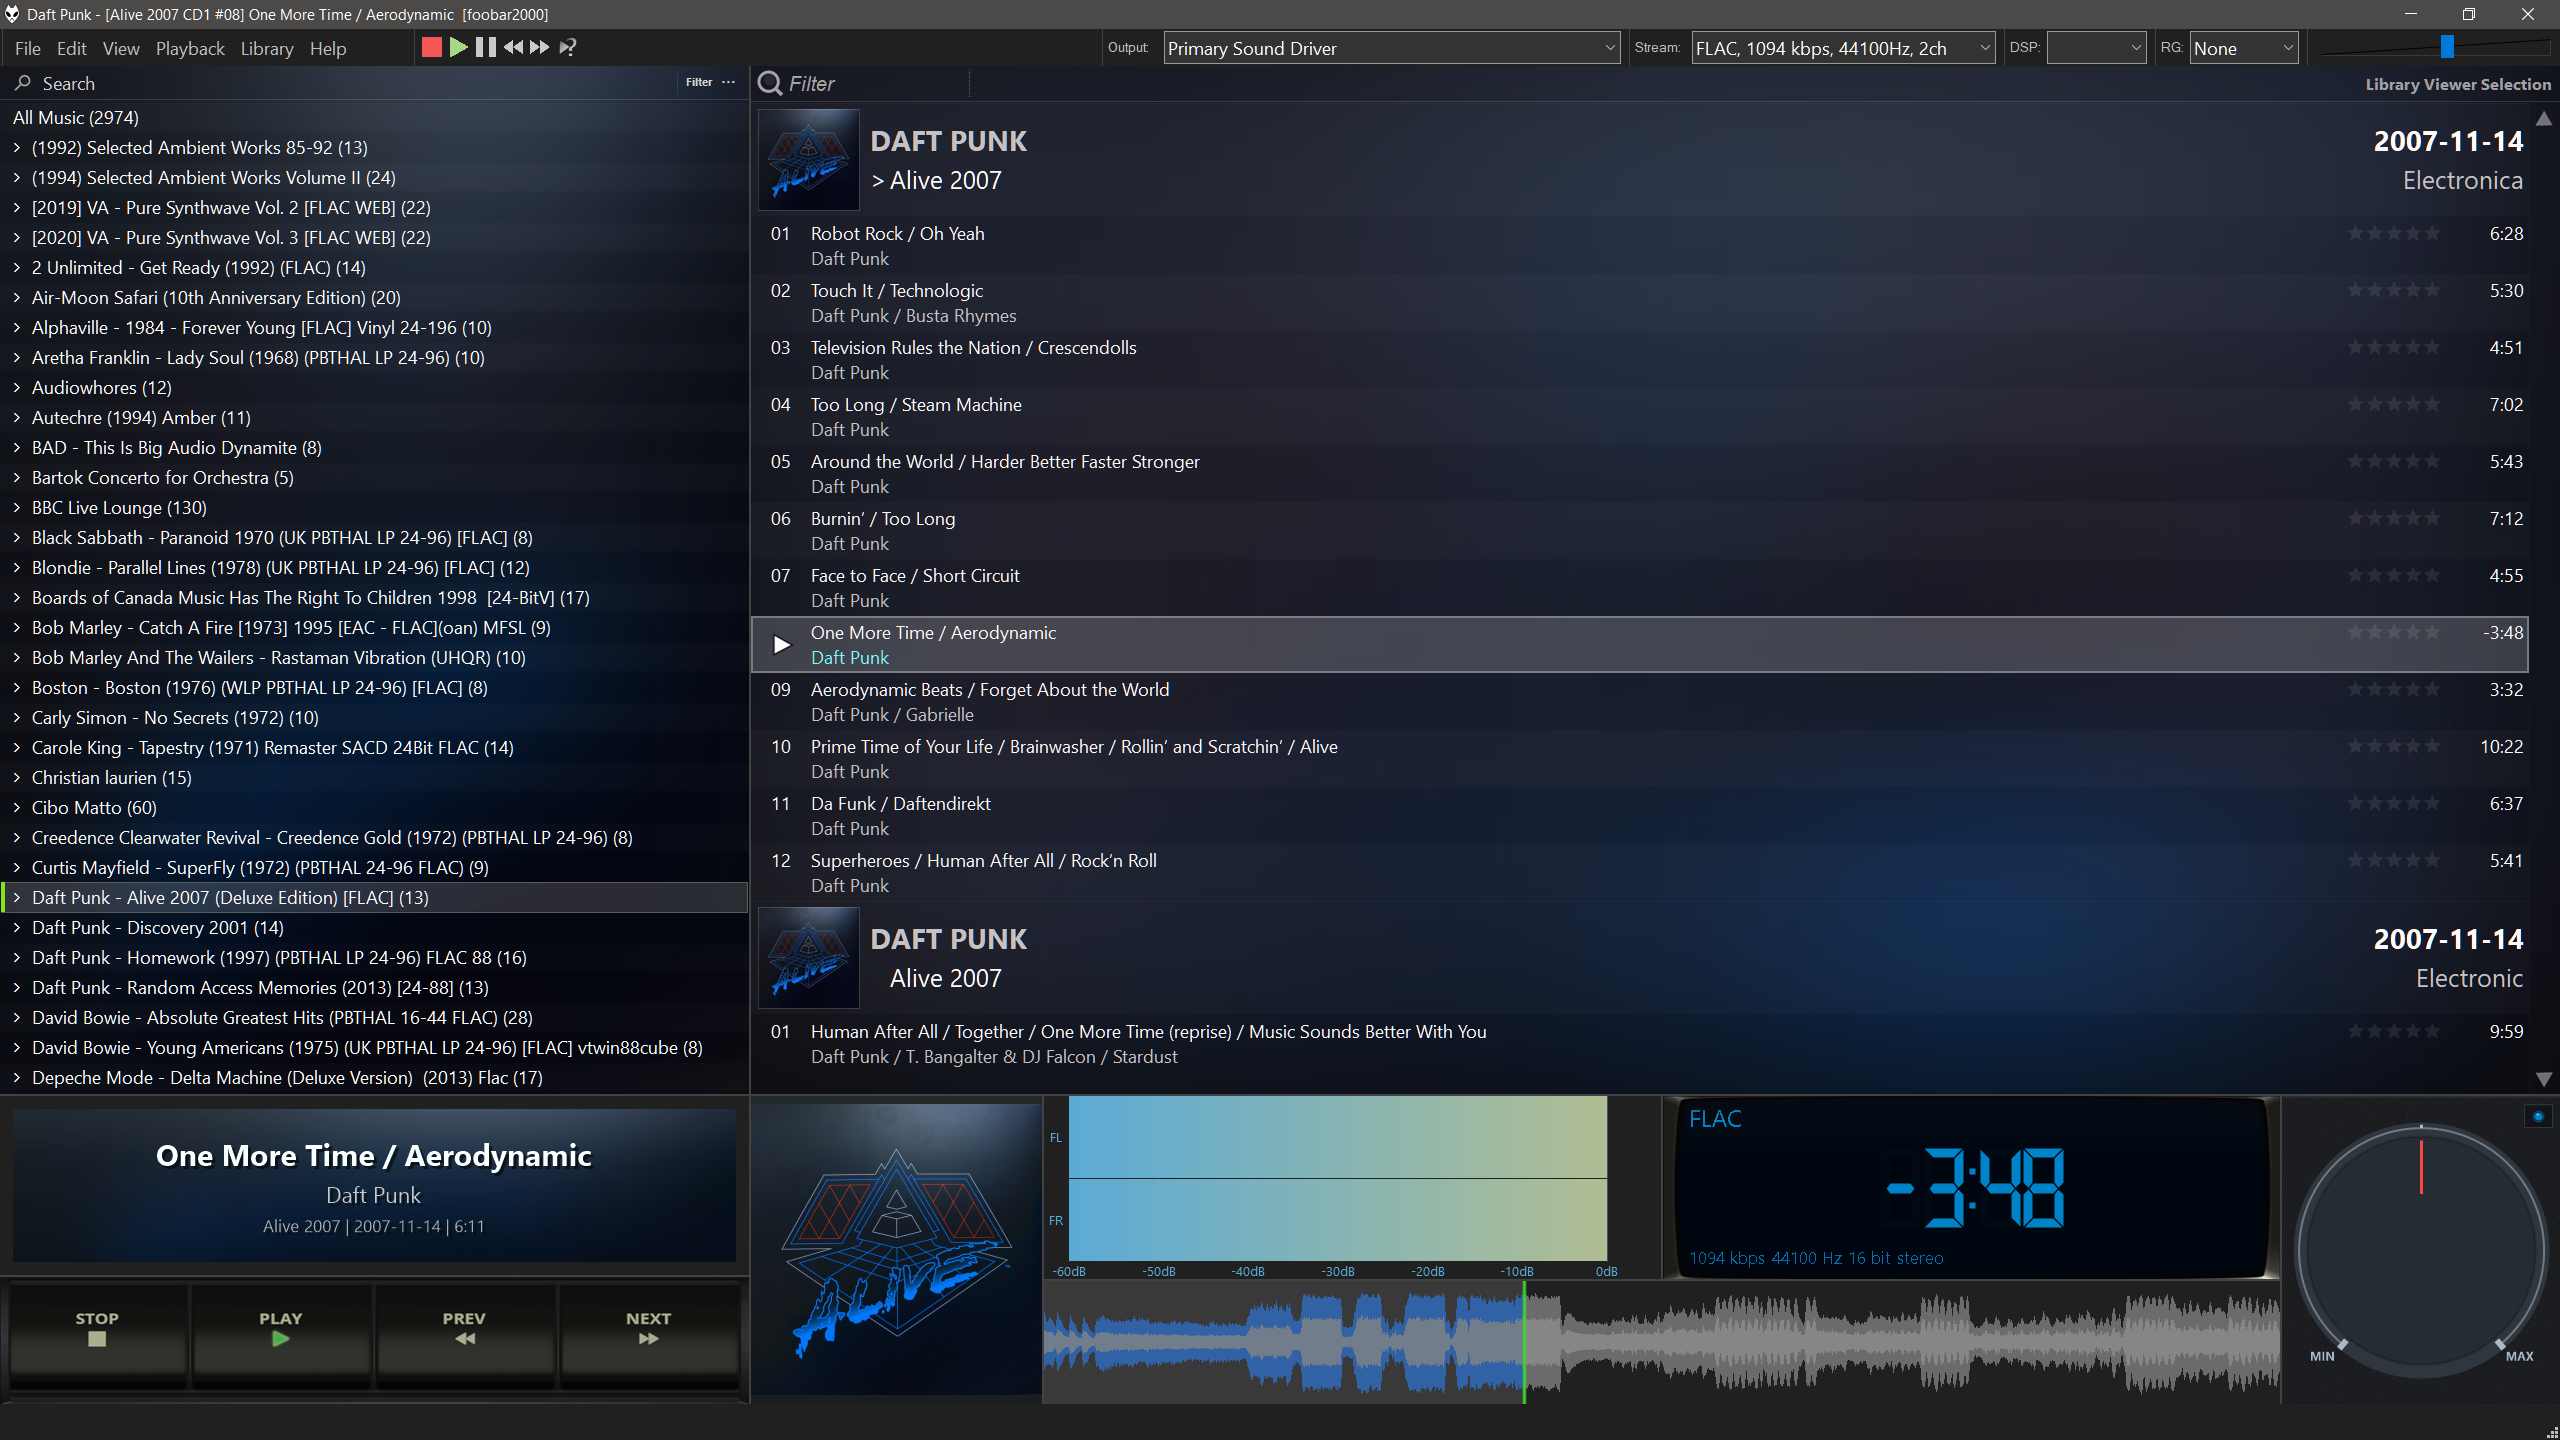 Daft Punk - [Alive 2007 CD1 #08] One More Time / Aerodynamic  [foobar2000]
File Edit View Playback Library Help
Output: Primary Sound Driver
Stream: FLAC, 1094 kbps, 44100Hz, 2ch
DSP:
RG: None
Search
Filter ...
All Music (2974)
> (1992) Selected Ambient Works 85-92 (13)
> (1994) Selected Ambient Works Volume II (24)
> [2019] VA - Pure Synthwave Vol. 2 [FLAC WEB] (22)
> [2020] VA - Pure Synthwave Vol. 3 [FLAC WEB] (22)
> 2 Unlimited - Get Ready (1992) (FLAC) (14)
> Air-Moon Safari (10th Anniversary Edition) (20)
> Alphaville - 1984 - Forever Young [FLAC] Vinyl 24-196 (10)
> Aretha Franklin - Lady Soul (1968) (PBTHAL LP 24-96) (10)
> Audiowhores (12)
> Autechre (1994) Amber (11)
> BAD - This Is Big Audio Dynamite (8)
> Bartok Concerto for Orchestra (5)
> BBC Live Lounge (130)
> Black Sabbath - Paranoid 1970 (UK PBTHAL LP 24-96) [FLAC] (8)
> Blondie - Parallel Lines (1978) (UK PBTHAL LP 24-96) [FLAC] (12)
> Boards of Canada Music Has The Right To Children 1998  [24-BitV] (17)
> Bob Marley - Catch A Fire [1973] 1995 [EAC - FLAC](oan) MFSL (9)
> Bob Marley And The Wailers - Rastaman Vibration (UHQR) (10)
> Boston - Boston (1976) (WLP PBTHAL LP 24-96) [FLAC] (8)
> Carly Simon - No Secrets (1972) (10)
> Carole King - Tapestry (1971) Remaster SACD 24Bit FLAC (14)
> Christian laurien (15)
> Cibo Matto (60)
> Creedence Clearwater Revival - Creedence Gold (1972) (PBTHAL LP 24-96) (8)
> Curtis Mayfield - SuperFly (1972) (PBTHAL 24-96 FLAC) (9)
> Daft Punk - Alive 2007 (Deluxe Edition) [FLAC] (13)
> Daft Punk - Discovery 2001 (14)
> Daft Punk - Homework (1997) (PBTHAL LP 24-96) FLAC 88 (16)
> Daft Punk - Random Access Memories (2013) [24-88] (13)
> David Bowie - Absolute Greatest Hits (PBTHAL 16-44 FLAC) (28)
> David Bowie - Young Americans (1975) (UK PBTHAL LP 24-96) [FLAC] vtwin88cube (8)
> Depeche Mode - Delta Machine (Deluxe Version)  (2013) Flac (17)
Filter
Library Viewer Selection
DAFT PUNK 2007-11-14
> Alive 2007 Electronica
01 Robot Rock / Oh Yeah 6:28
Daft Punk
02 Touch It / Technologic 5:30
Daft Punk / Busta Rhymes
03 Television Rules the Nation / Crescendolls 4:51
Daft Punk
04 Too Long / Steam Machine 7:02
Daft Punk
05 Around the World / Harder Better Faster Stronger 5:43
Daft Punk
06 Burnin' / Too Long 7:12
Daft Punk
07 Face to Face / Short Circuit 4:55
Daft Punk
One More Time / Aerodynamic -3:48
Daft Punk
09 Aerodynamic Beats / Forget About the World 3:32
Daft Punk / Gabrielle
10 Prime Time of Your Life / Brainwasher / Rollin' and Scratchin' / Alive 10:22
Daft Punk
11 Da Funk / Daftendirekt 6:37
Daft Punk
12 Superheroes / Human After All / Rock'n Roll 5:41
Daft Punk
DAFT PUNK 2007-11-14
Alive 2007 Electronic
01 Human After All / Together / One More Time (reprise) / Music Sounds Better With You 9:59
Daft Punk / T. Bangalter & DJ Falcon / Stardust
One More Time / Aerodynamic
Daft Punk
Alive 2007 | 2007-11-14 | 6:11
STOP PLAY PREV NEXT
ALIVE
FL
FR
-60dB -50dB -40dB -30dB -20dB -10dB 0dB
FLAC
-3:48
1094 kbps 44100 Hz 16 bit stereo
MIN MAX